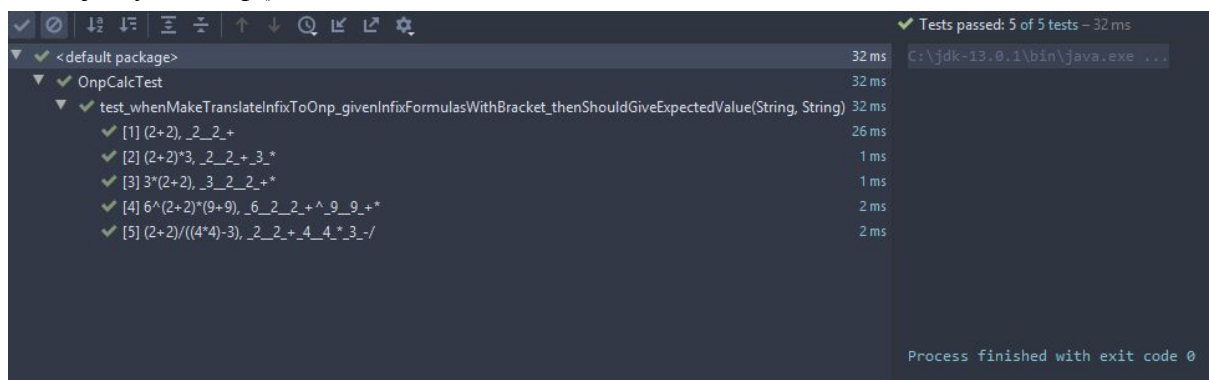 Tests passed: 5 of 5 tests – 32 ms
<default package> 32 ms
C:\jdk-13.0.1\bin\java.exe ...
OnpCalcTest 32 ms
test_whenMakeTranslateInfixToOnp_givenInfixFormulasWithBracket_thenShouldGiveExpectedValue(String, String) 32 ms
[1] (2+2), _2__2_+ 26 ms
[2] (2+2)*3, _2__2_+_3_* 1 ms
[3] 3*(2+2), _3__2__2_+* 1 ms
[4] 6^(2+2)*(9+9), _6__2__2_+^_9__9_+* 2 ms
[5] (2+2)/((4*4)-3), _2__2_+_4__4_*_3_-/ 2 ms
Process finished with exit code 0